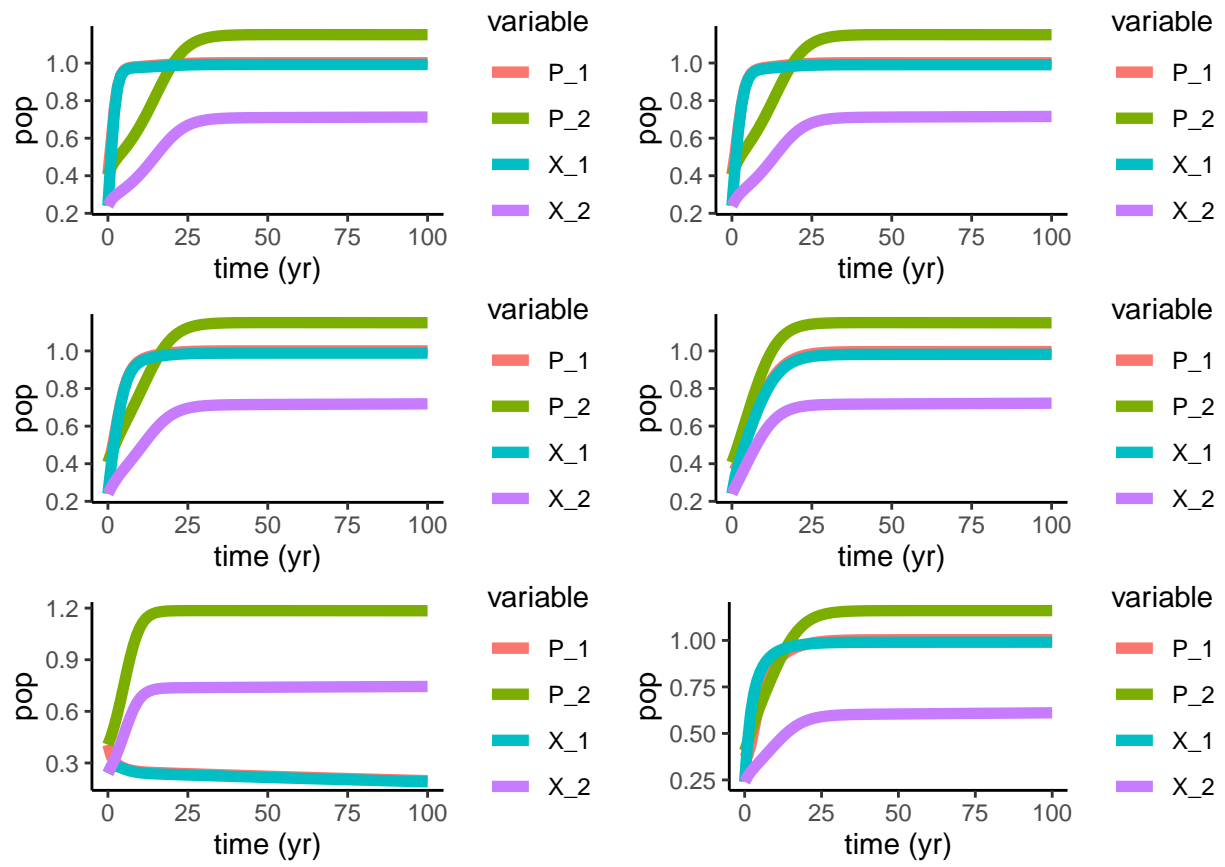 variable
pop
1.0
0.8
0.6
0.4
0.2
P_1
P_2
X_1
X_2
0 25 50 75 100
time (yr)
variable
pop
1.0
0.8
0.6
0.4
0.2
P_1
P_2
X_1
X_2
0 25 50 75 100
time (yr)
variable
pop
1.0
0.8
0.6
0.4
0.2
P_1
P_2
X_1
X_2
0 25 50 75 100
time (yr)
variable
pop
1.0
0.8
0.6
0.4
0.2
P_1
P_2
X_1
X_2
0 25 50 75 100
time (yr)
variable
pop
1.2
0.9
0.6
0.3
P_1
P_2
X_1
X_2
0 25 50 75 100
time (yr)
variable
pop
1.00
0.75
0.50
0.25
P_1
P_2
X_1
X_2
0 25 50 75 100
time (yr)